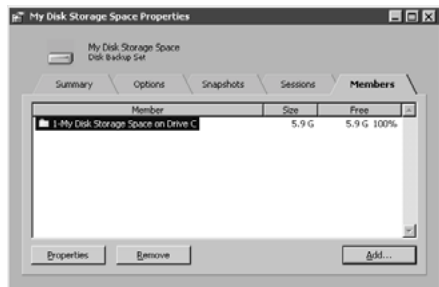 My Disk Storage Space Properties
My Disk Storage Space
Disk Backup Set
Summary Options Snapshots Sessions Members
Member Size Free
1-My Disk Storage Space on Drive C 5.9 G 5.9 G 100%
Properties Remove Add...